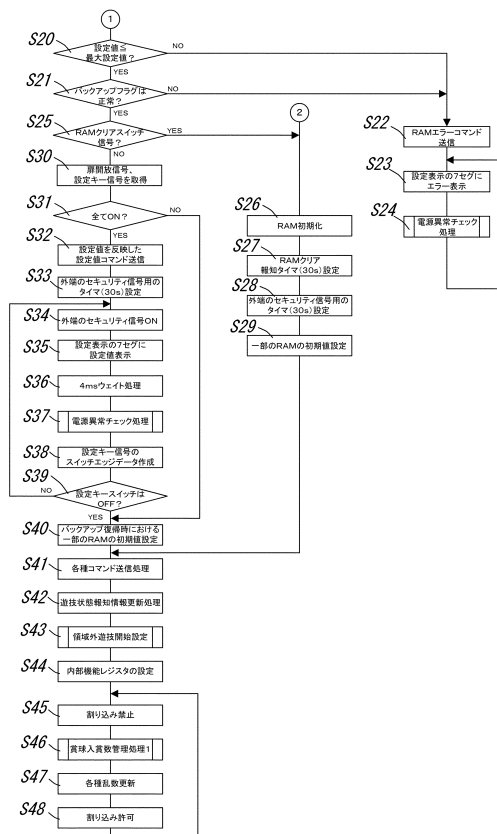 1
S20
設定値≦
最大設定値?
NO
YES
S21
バックアップフラグは
正常?
NO
YES
S25
RAMクリアスイッチ
信号?
YES
NO
S30
扉開放信号、
設定キー信号を取得
S31
全てON?
NO
YES
S32
設定値を反映した
設定値コマンド送信
S33
外端のセキュリティ信号用の
タイマ(30s)設定
S34
外端のセキュリティ信号ON
S35
設定表示の7セグに
設定値表示
S36
4msウェイト処理
S37
電源異常チェック処理
S38
設定キー信号の
スイッチエッジデータ作成
S39
設定キースイッチは
OFF?
NO
YES
S40
バックアップ復帰時における
一部のRAMの初期値設定
S41
各種コマンド送信処理
S42
遊技状態報知情報更新処理
S43
領域外遊技開始設定
S44
内部機能レジスタの設定
S45
割り込み禁止
S46
賞球入賞数管理処理1
S47
各種乱数更新
S48
割り込み許可
2
S26
RAM初期化
S27
RAMクリア
報知タイマ(30s)設定
S28
外端のセキュリティ信号用の
タイマ(30s)設定
S29
一部のRAMの初期値設定
S22
RAMエラーコマンド
送信
S23
設定表示の7セグに
エラー表示
S24
電源異常チェック
処理